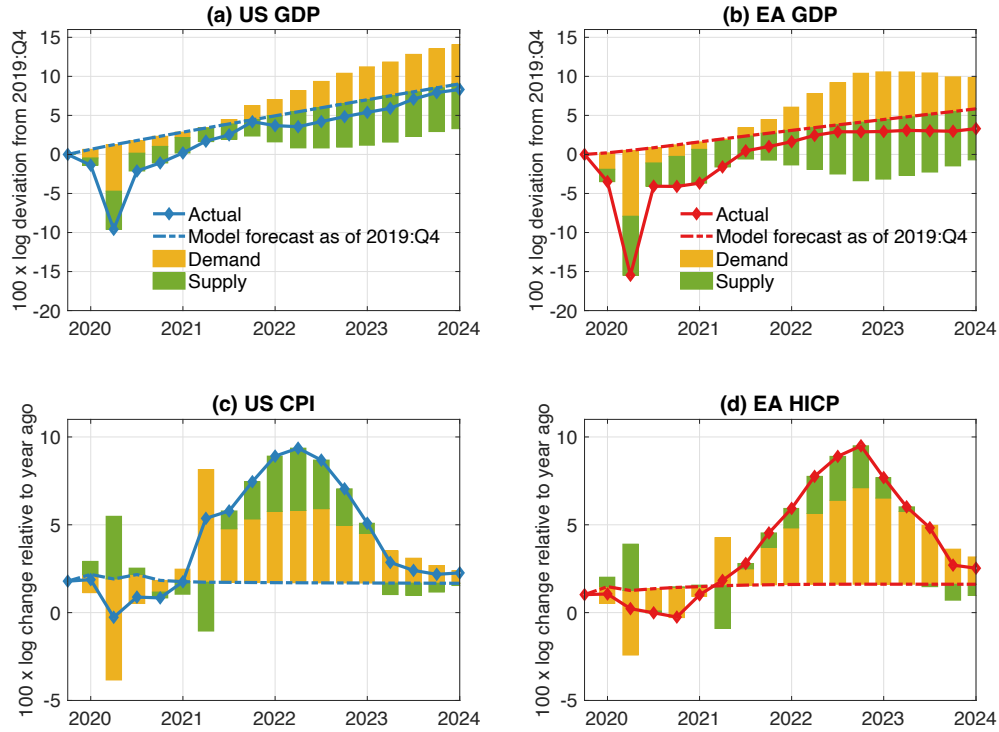 (a) US GDP
100 x log deviation from 2019:Q4
15
10
5
0
-5
-10
-15
-20
2020 2021 2022 2023 2024
Actual
Model forecast as of 2019:Q4
Demand
Supply
(b) EA GDP
100 x log deviation from 2019:Q4
15
10
5
0
-5
-10
-15
-20
2020 2021 2022 2023 2024
Actual
Model forecast as of 2019:Q4
Demand
Supply
(c) US CPI
100 x log change relative to year ago
10
5
0
-5
2020 2021 2022 2023 2024
(d) EA HICP
100 x log change relative to year ago
10
5
0
-5
2020 2021 2022 2023 2024